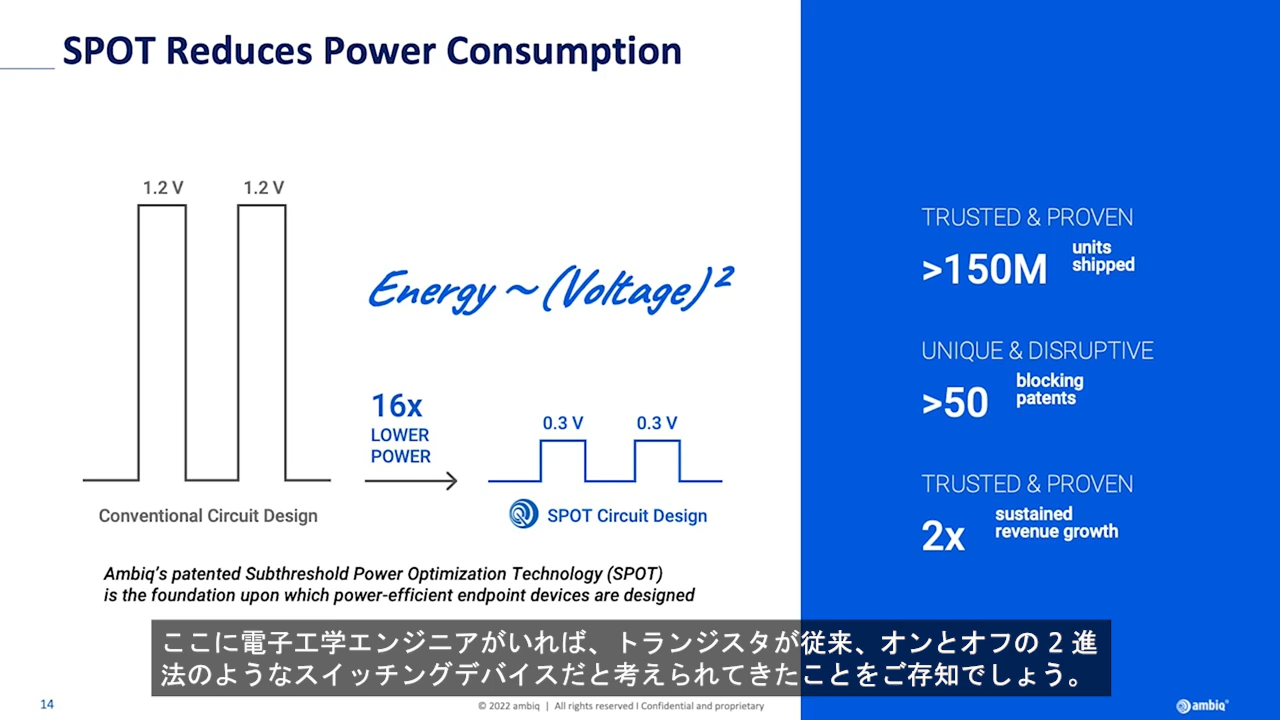 SPOT Reduces Power Consumption
1.2 V
1.2 V
Energy ~ (Voltage)²
16x
LOWER
POWER
0.3 V
0.3 V
Conventional Circuit Design
SPOT Circuit Design
Ambiq's patented Subthreshold Power Optimization Technology (SPOT)
is the foundation upon which power-efficient endpoint devices are designed
TRUSTED & PROVEN
>150M
units
shipped
UNIQUE & DISRUPTIVE
>50
blocking
patents
TRUSTED & PROVEN
2x
sustained
revenue growth
ここに電子工学エンジニアがいれば、トランジスタが従来、オンとオフの 2 進
法のようなスイッチングデバイスだと考えられてきたことをご存知でしょう。
14
© 2022 ambiq | All rights reserved I Confidential and proprietary
ambiq